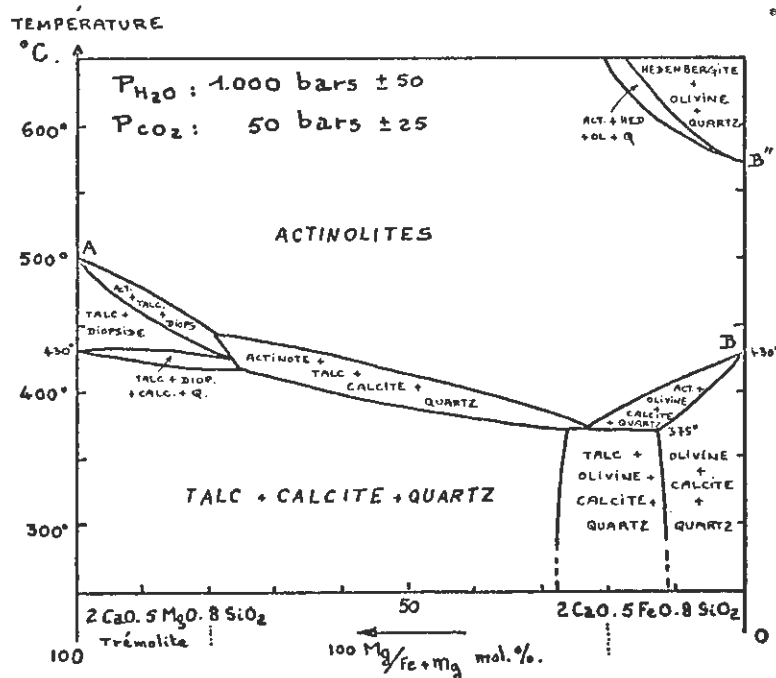 TEMPÉRATURE
°C.
P H₂O : 1.000 bars ± 50
P CO₂ : 50 bars ± 25
HEDENBERGITE
+
OLIVINE
+
QUARTZ
ACT. + HED
+ OL + Q
600°
B"
ACTINOLITES
500°
A
ACT. + TALC. + DIOPS
TALC +
DIOPSIDE
430°
B
430°
TALC + DIOP.
+ CALC. + Q.
ACTINOTE +
TALC +
CALCITE +
QUARTZ
ACT. +
OLIVINE +
CALCITE
+ QUARTZ
400°
375°
TALC + CALCITE + QUARTZ
TALC +
OLIVINE +
CALCITE +
QUARTZ
OLIVINE
+
CALCITE
+
QUARTZ
300°
2 CaO. 5 MgO. 8 SiO₂
50
2 CaO. 5 FeO. 8 SiO₂
Trémolite
100
100 Mg/Fe + mg mol. %.
0